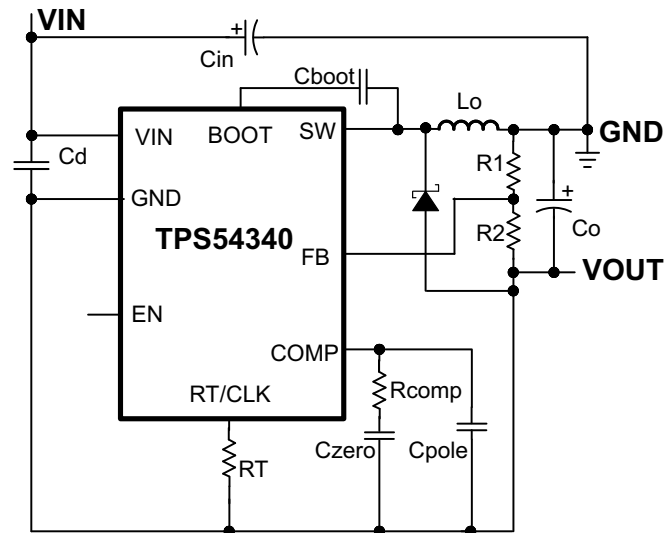 VIN
+
Cin
Cboot
Lo
VIN
BOOT
SW
GND
Cd
R1
GND
+
TPS54340
R2
Co
FB
VOUT
EN
COMP
RT/CLK
Rcomp
RT
Czero
Cpole